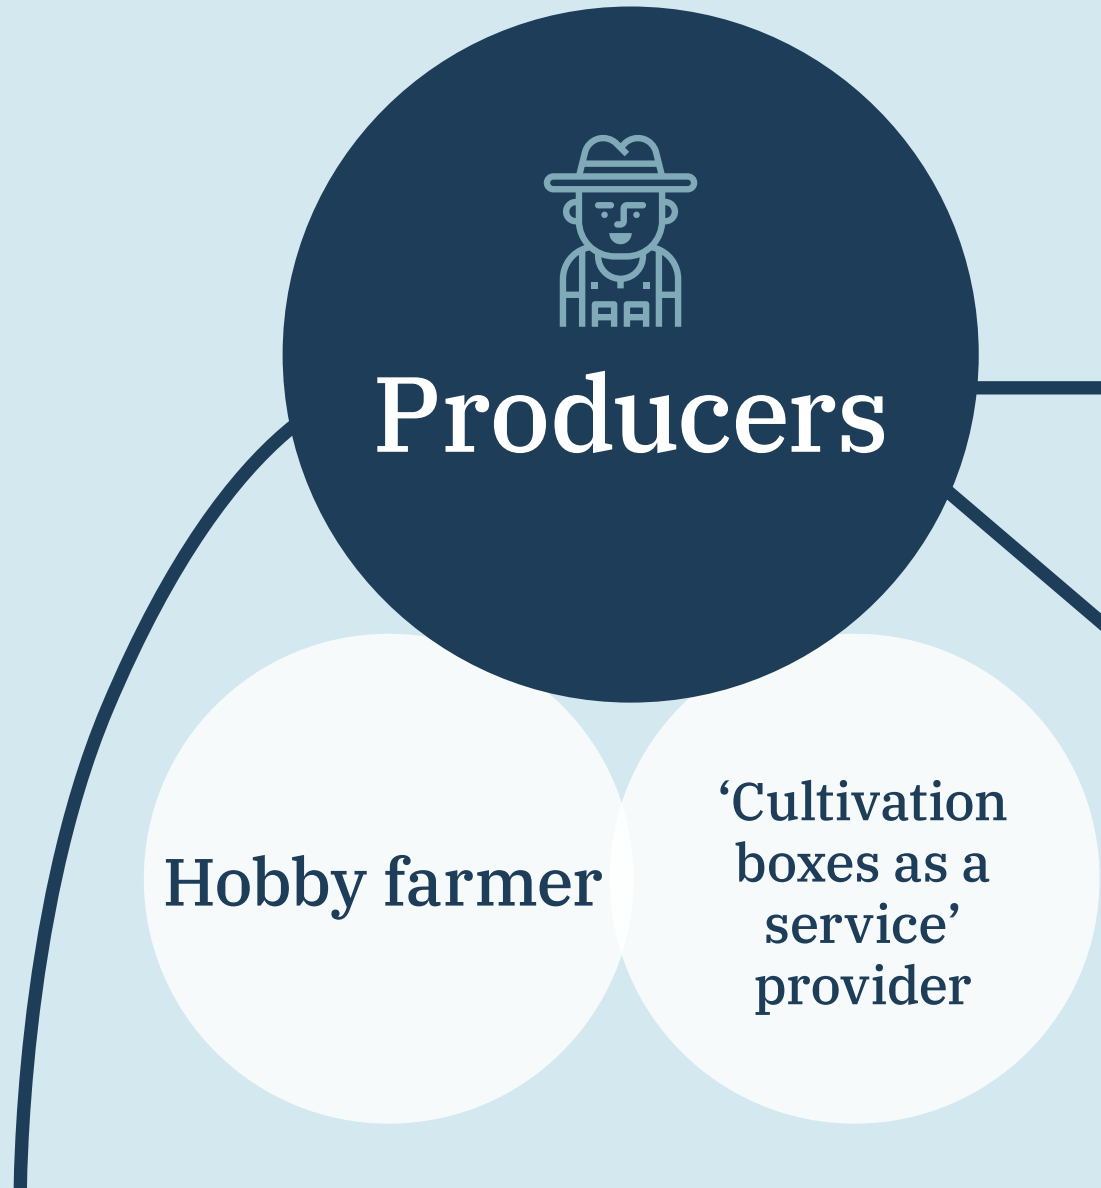 Producers
Hobby farmer
‘Cultivation
boxes as a
service’
provider